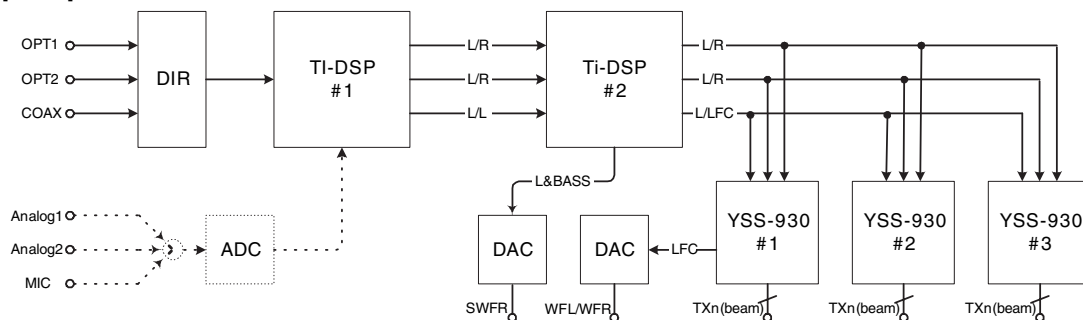 OPT1
OPT2
COAX
DIR
TI-DSP
#1
L/R
L/R
L/L
Ti-DSP
#2
L/R
L/R
L/LFC
L&BASS
Analog1
Analog2
MIC
ADC
DAC
DAC
LFC
YSS-930
#1
YSS-930
#2
YSS-930
#3
SWFR
WFL/WFR
TXn(beam)
TXn(beam)
TXn(beam)